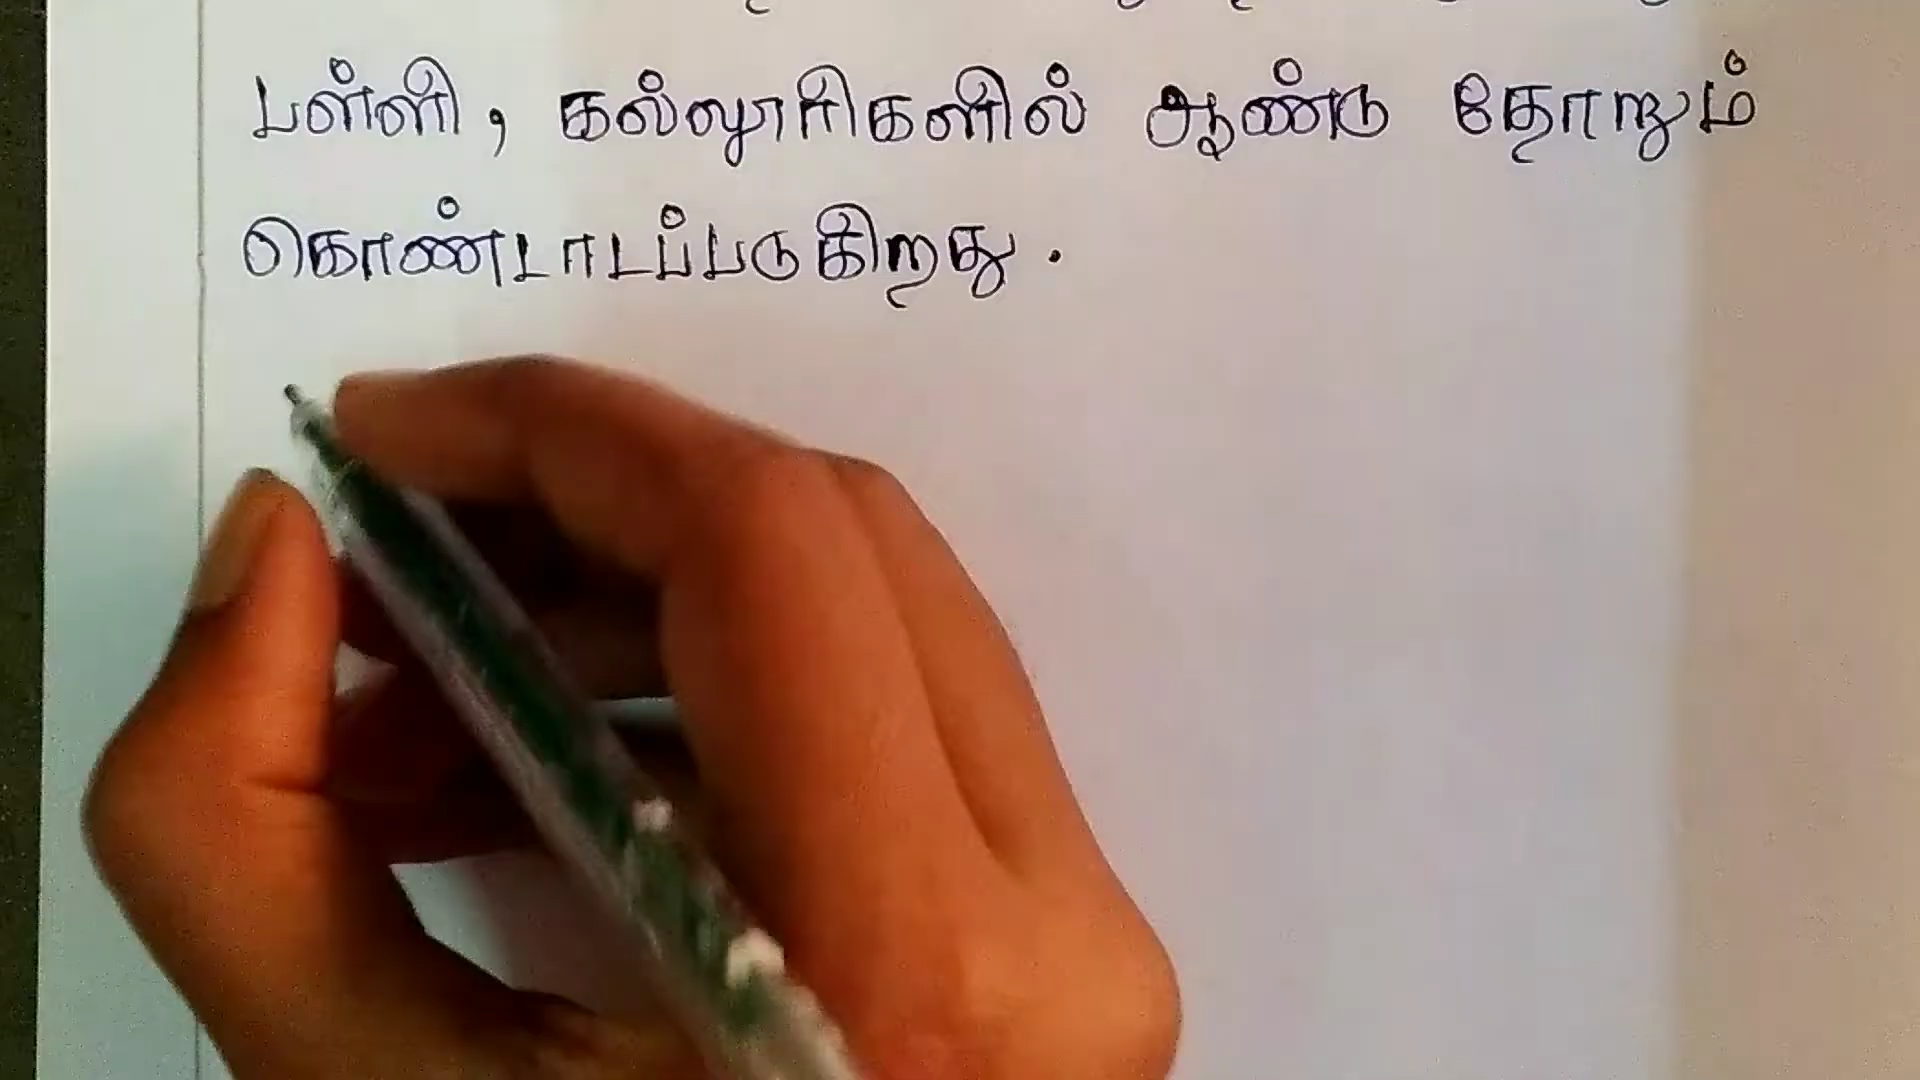 பள்ளி, கல்லூரிகளில் ஆண்டு தோறும்
கொண்டாடப்படுகிறது.